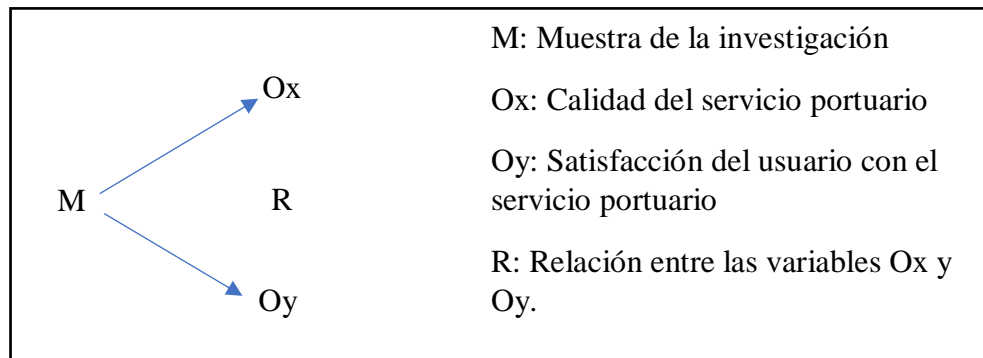 Ox
M
R
Oy
M: Muestra de la investigación
Ox: Calidad del servicio portuario
Oy: Satisfacción del usuario con el
servicio portuario
R: Relación entre las variables Ox y
Oy.